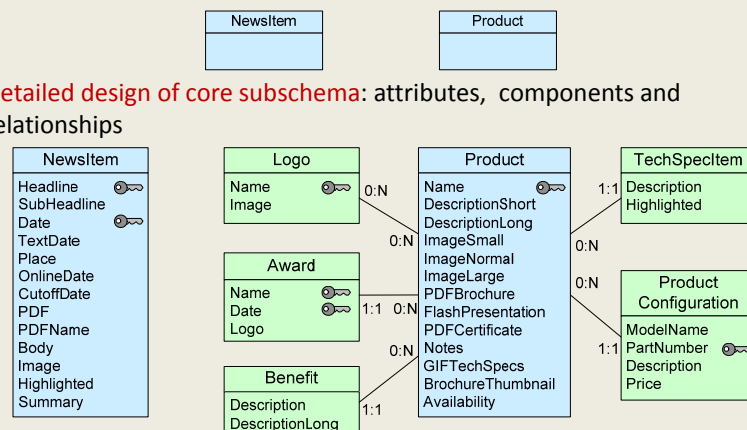 NewsItem
Product
etailed design of core subschema: attributes, components and
elationships
NewsItem
Headline
SubHeadline
Date
TextDate
Place
OnlineDate
CutoffDate
PDF
PDFName
Body
Image
Highlighted
Summary
Logo
Name
Image
0:N
0:N
Award
Name
Date
Logo
1:1 0:N
Benefit
Description
DescriptionLong
0:N
1:1
Product
Name
DescriptionShort
DescriptionLong
ImageSmall
ImageNormal
ImageLarge
PDFBrochure
FlashPresentation
PDFCertificate
Notes
GIFTechSpecs
BrochureThumbnail
Availability
TechSpecItem
Description
Highlighted
1:1
0:N
0:N
Product
Configuration
ModelName
PartNumber
Description
Price
1:1